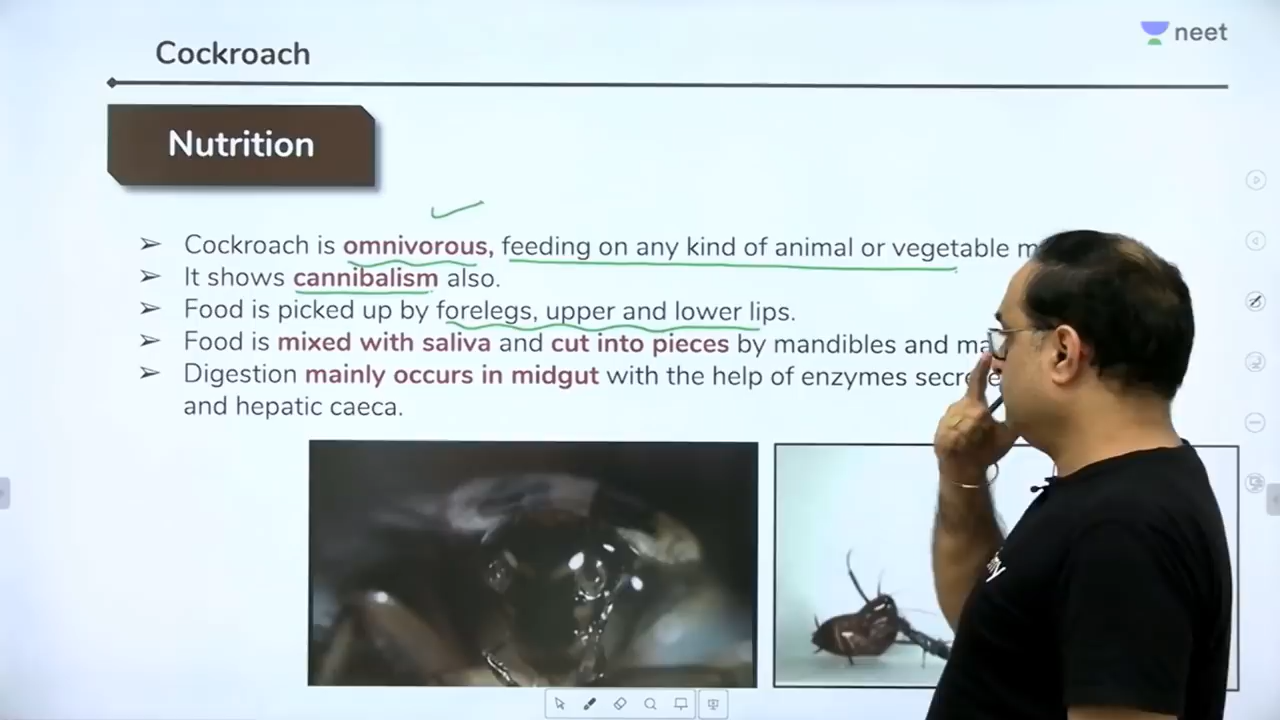 neet
Cockroach
Nutrition
➢ Cockroach is omnivorous, feeding on any kind of animal or vegetable
➢ It shows cannibalism also.
➢ Food is picked up by forelegs, upper and lower lips.
➢ Food is mixed with saliva and cut into pieces by mandibles and
➢ Digestion mainly occurs in midgut with the help of enzymes
and hepatic caeca.